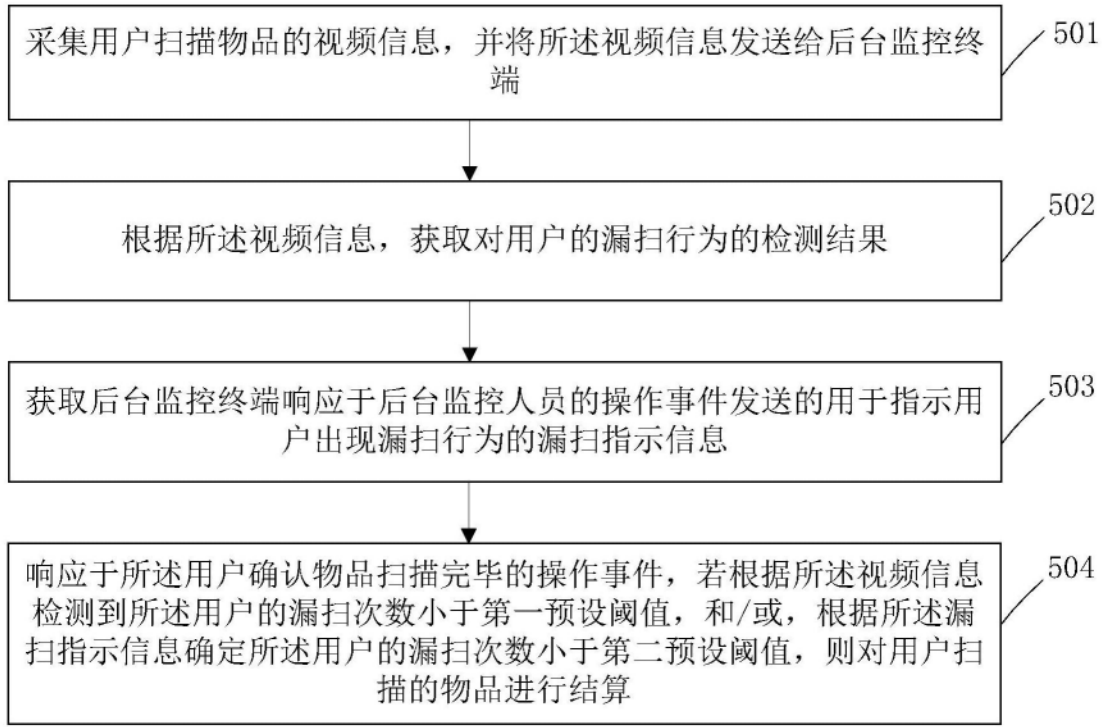 采集用户扫描物品的视频信息，并将所述视频信息发送给后台监控终
端
501
根据所述视频信息，获取对用户的漏扫行为的检测结果
502
获取后台监控终端响应于后台监控人员的操作事件发送的用于指示用
户出现漏扫行为的漏扫指示信息
503
响应于所述用户确认物品扫描完毕的操作事件，若根据所述视频信息
检测到所述用户的漏扫次数小于第一预设阈值，和/或，根据所述漏
扫指示信息确定所述用户的漏扫次数小于第二预设阈值，则对用户扫
描的物品进行结算
504